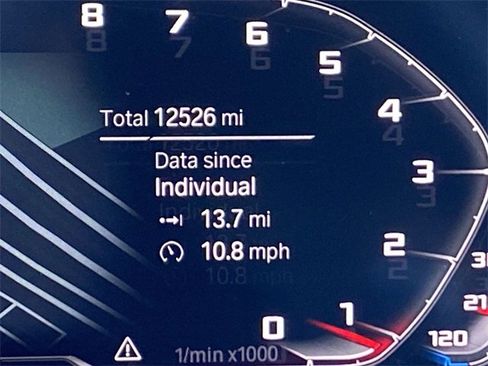 8 7 6
5
4
Total 12526 mi
Data since
3
Individual
13.7 mi
10.8 mph
2
0 1
120
1/min x1000